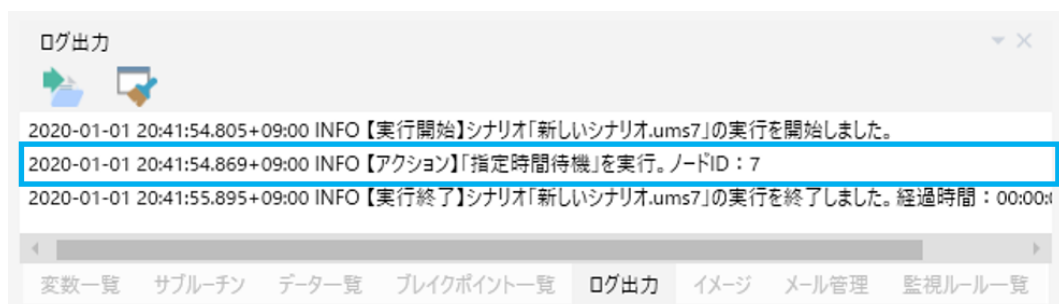 ログ出力
2020-01-01 20:41:54.805+09:00 INFO 【実行開始】シナリオ「新しいシナリオ.ums7」の実行を開始しました。
2020-01-01 20:41:54.869+09:00 INFO 【アクション】「指定時間待機」を実行。ノードID：7
2020-01-01 20:41:55.895+09:00 INFO 【実行終了】シナリオ「新しいシナリオ.ums7」の実行を終了しました。経過時間：00:00:
変数一覧 サブルーチン データ一覧 ブレイクポイント一覧 ログ出力 イメージ メール管理 監視ルール一覧